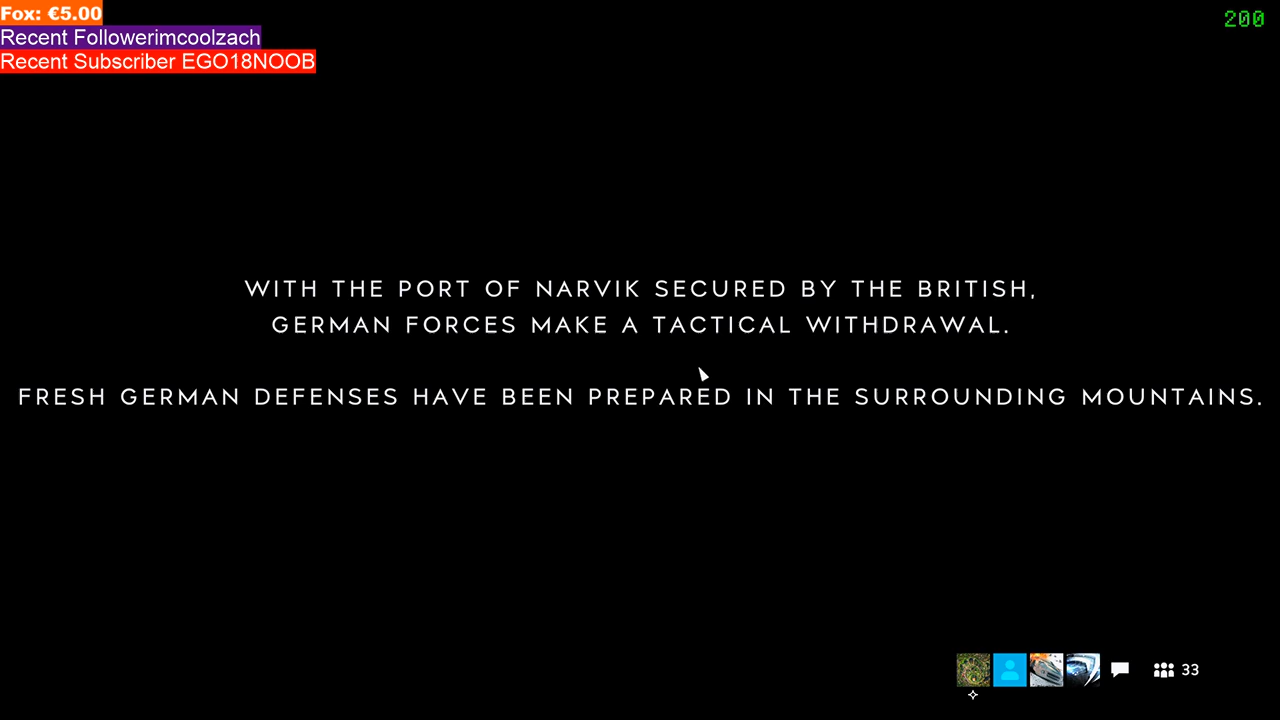 Fox: €5.00
200
Recent Followerimcoolzach
Recent Subscriber EGO18NOOB
WITH THE PORT OF NARVIK SECURED BY THE BRITISH,
GERMAN FORCES MAKE A TACTICAL WITHDRAWAL.
FRESH GERMAN DEFENSES HAVE BEEN PREPARED IN THE SURROUNDING MOUNTAINS.
33